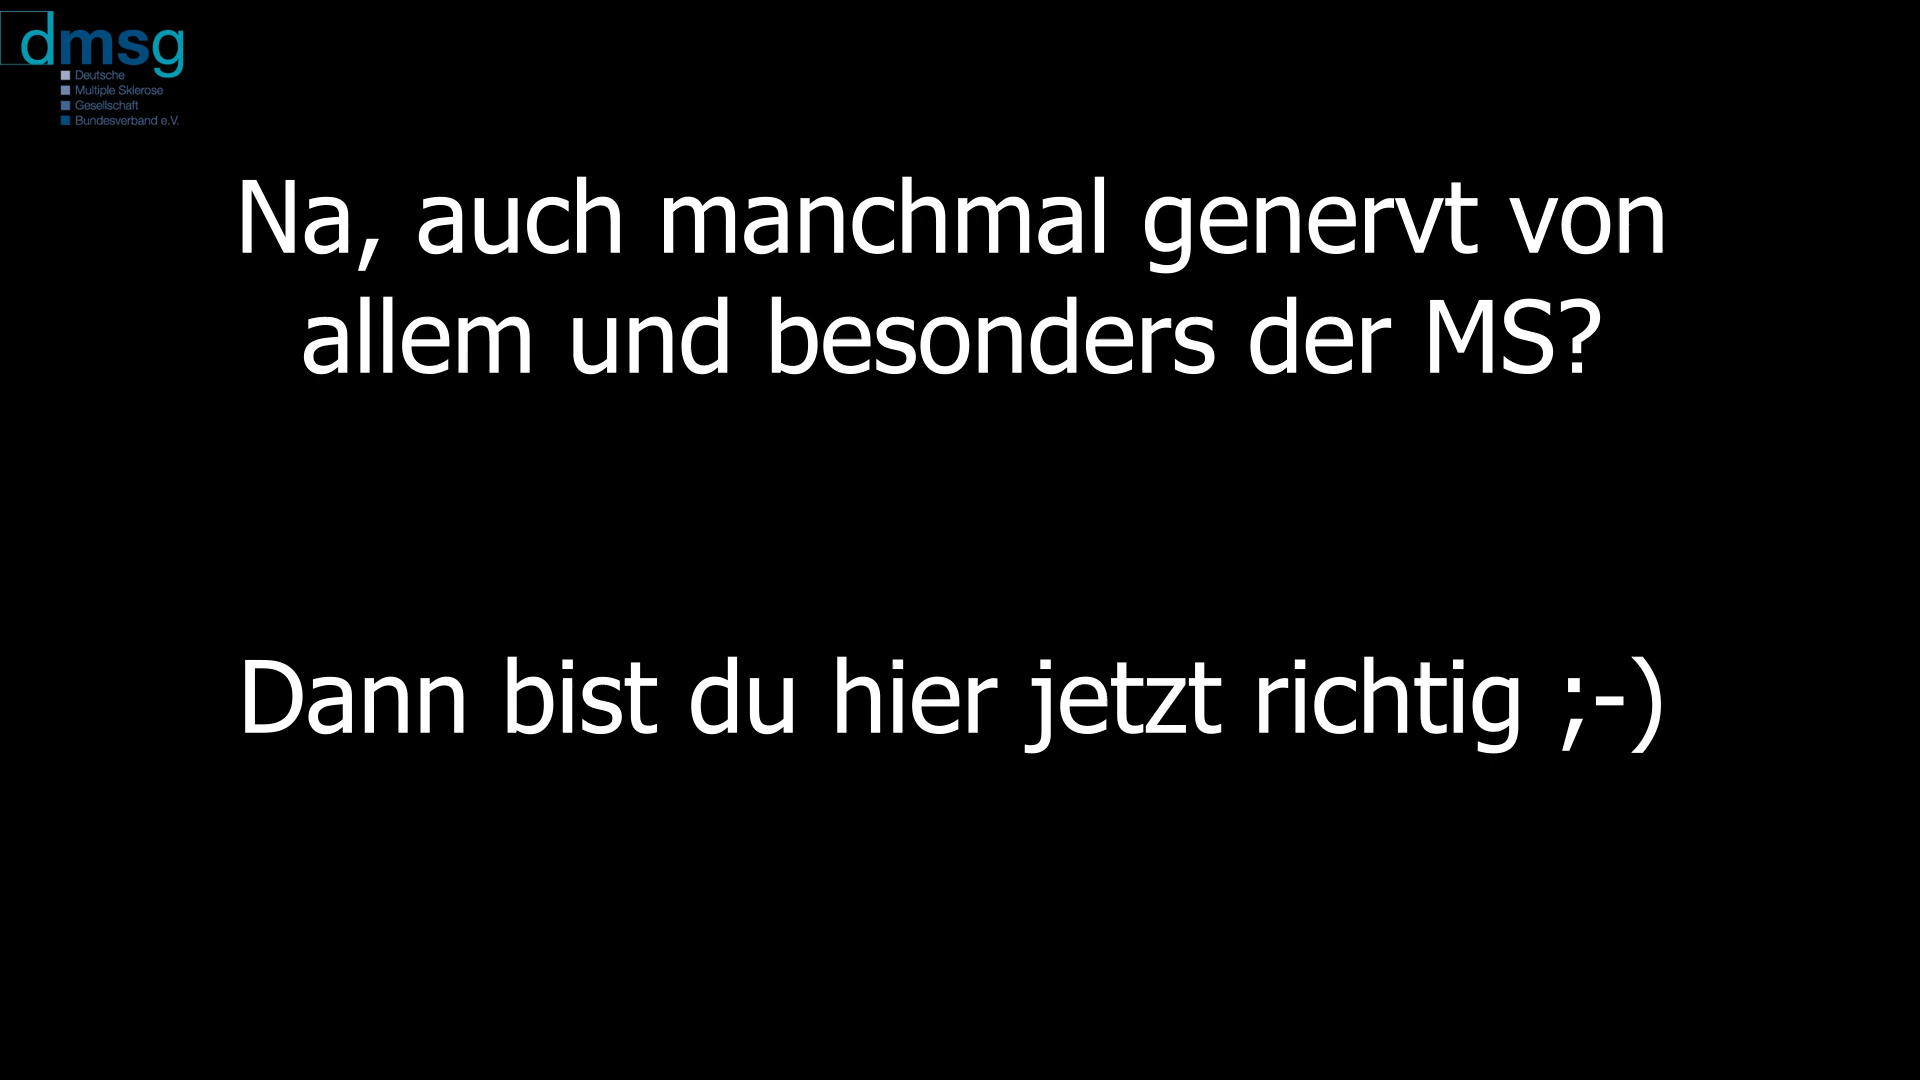 dmsg
Deutsche
Multiple Sklerose
Gesellschaft
Bundesverband e.V.
Na, auch manchmal genervt von
allem und besonders der MS?
Dann bist du hier jetzt richtig ;-)